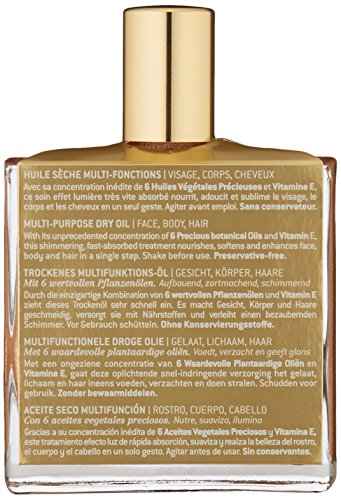 HUILE SÈCHE MULTI-FONCTIONS | VISAGE, CORPS, CHEVEUX
Avec sa concentration inédite de 6 Huiles Végétales Précieuses et Vitamine E,
ce soin effet lumière très vite absorbé nourrit, adoucit et sublime le visage, le
corps et les cheveux en un seul geste. Agiter avant emploi. Sans conservateur.
MULTI-PURPOSE DRY OIL | FACE, BODY, HAIR
With its unprecedented concentration of 6 Precious botanical Oils and Vitamin E,
this shimmering, fast-absorbed treatment nourishes, softens and enhances face,
body and hair in a single step. Shake before use. Preservative-free.
TROCKENES MULTIFUNKTIONS-ÖL | GESICHT, KÖRPER, HAARE
Mit 6 wertvollen Pflanzenölen. Aufbauend, zartmachend, schimmernd
Durch die einzigartige Kombination von 6 wertvollen Pflanzenölen und Vitamin E
zieht dieses Trockenöl sehr schnell ein. Es macht Gesicht, Körper und Haare
geschmeidig, versorgt sie mit Nährstoffen und verleiht einen bezaubernden
Schimmer. Vor Gebrauch schütteln. Ohne Konservierungsstoffe.
MULTIFUNCTIONELE DROGE OLIE | GELAAT, LICHAAM, HAAR
Met 6 waardevolle plantaardige oliën. Voedt, verzacht en geeft glans
Met een ongeziene concentratie van 6 Waardevolle Plantaardige Oliën en
Vitamine E, gaat deze oplichtende snel-indringende verzorging het gelaat,
lichaam en haar ineens voeden, verzachten en doen stralen. Schudden voor
gebruik. Zonder bewaarmiddelen.
ACEITE SECO MULTIFUNCIÓN | ROSTRO, CUERPO, CABELLO
Con 6 aceites vegetales preciosos. Nutre, suaviza, ilumina
Gracias a su concentración inédita de 6 Aceites Vegetales Preciosos y Vitamina E,
este tratamiento efecto luz de rápida absorción, suaviza y realza la belleza del rostro,
el cuerpo y el cabello en un solo gesto. Agitar antes de usar. Sin conservantes.